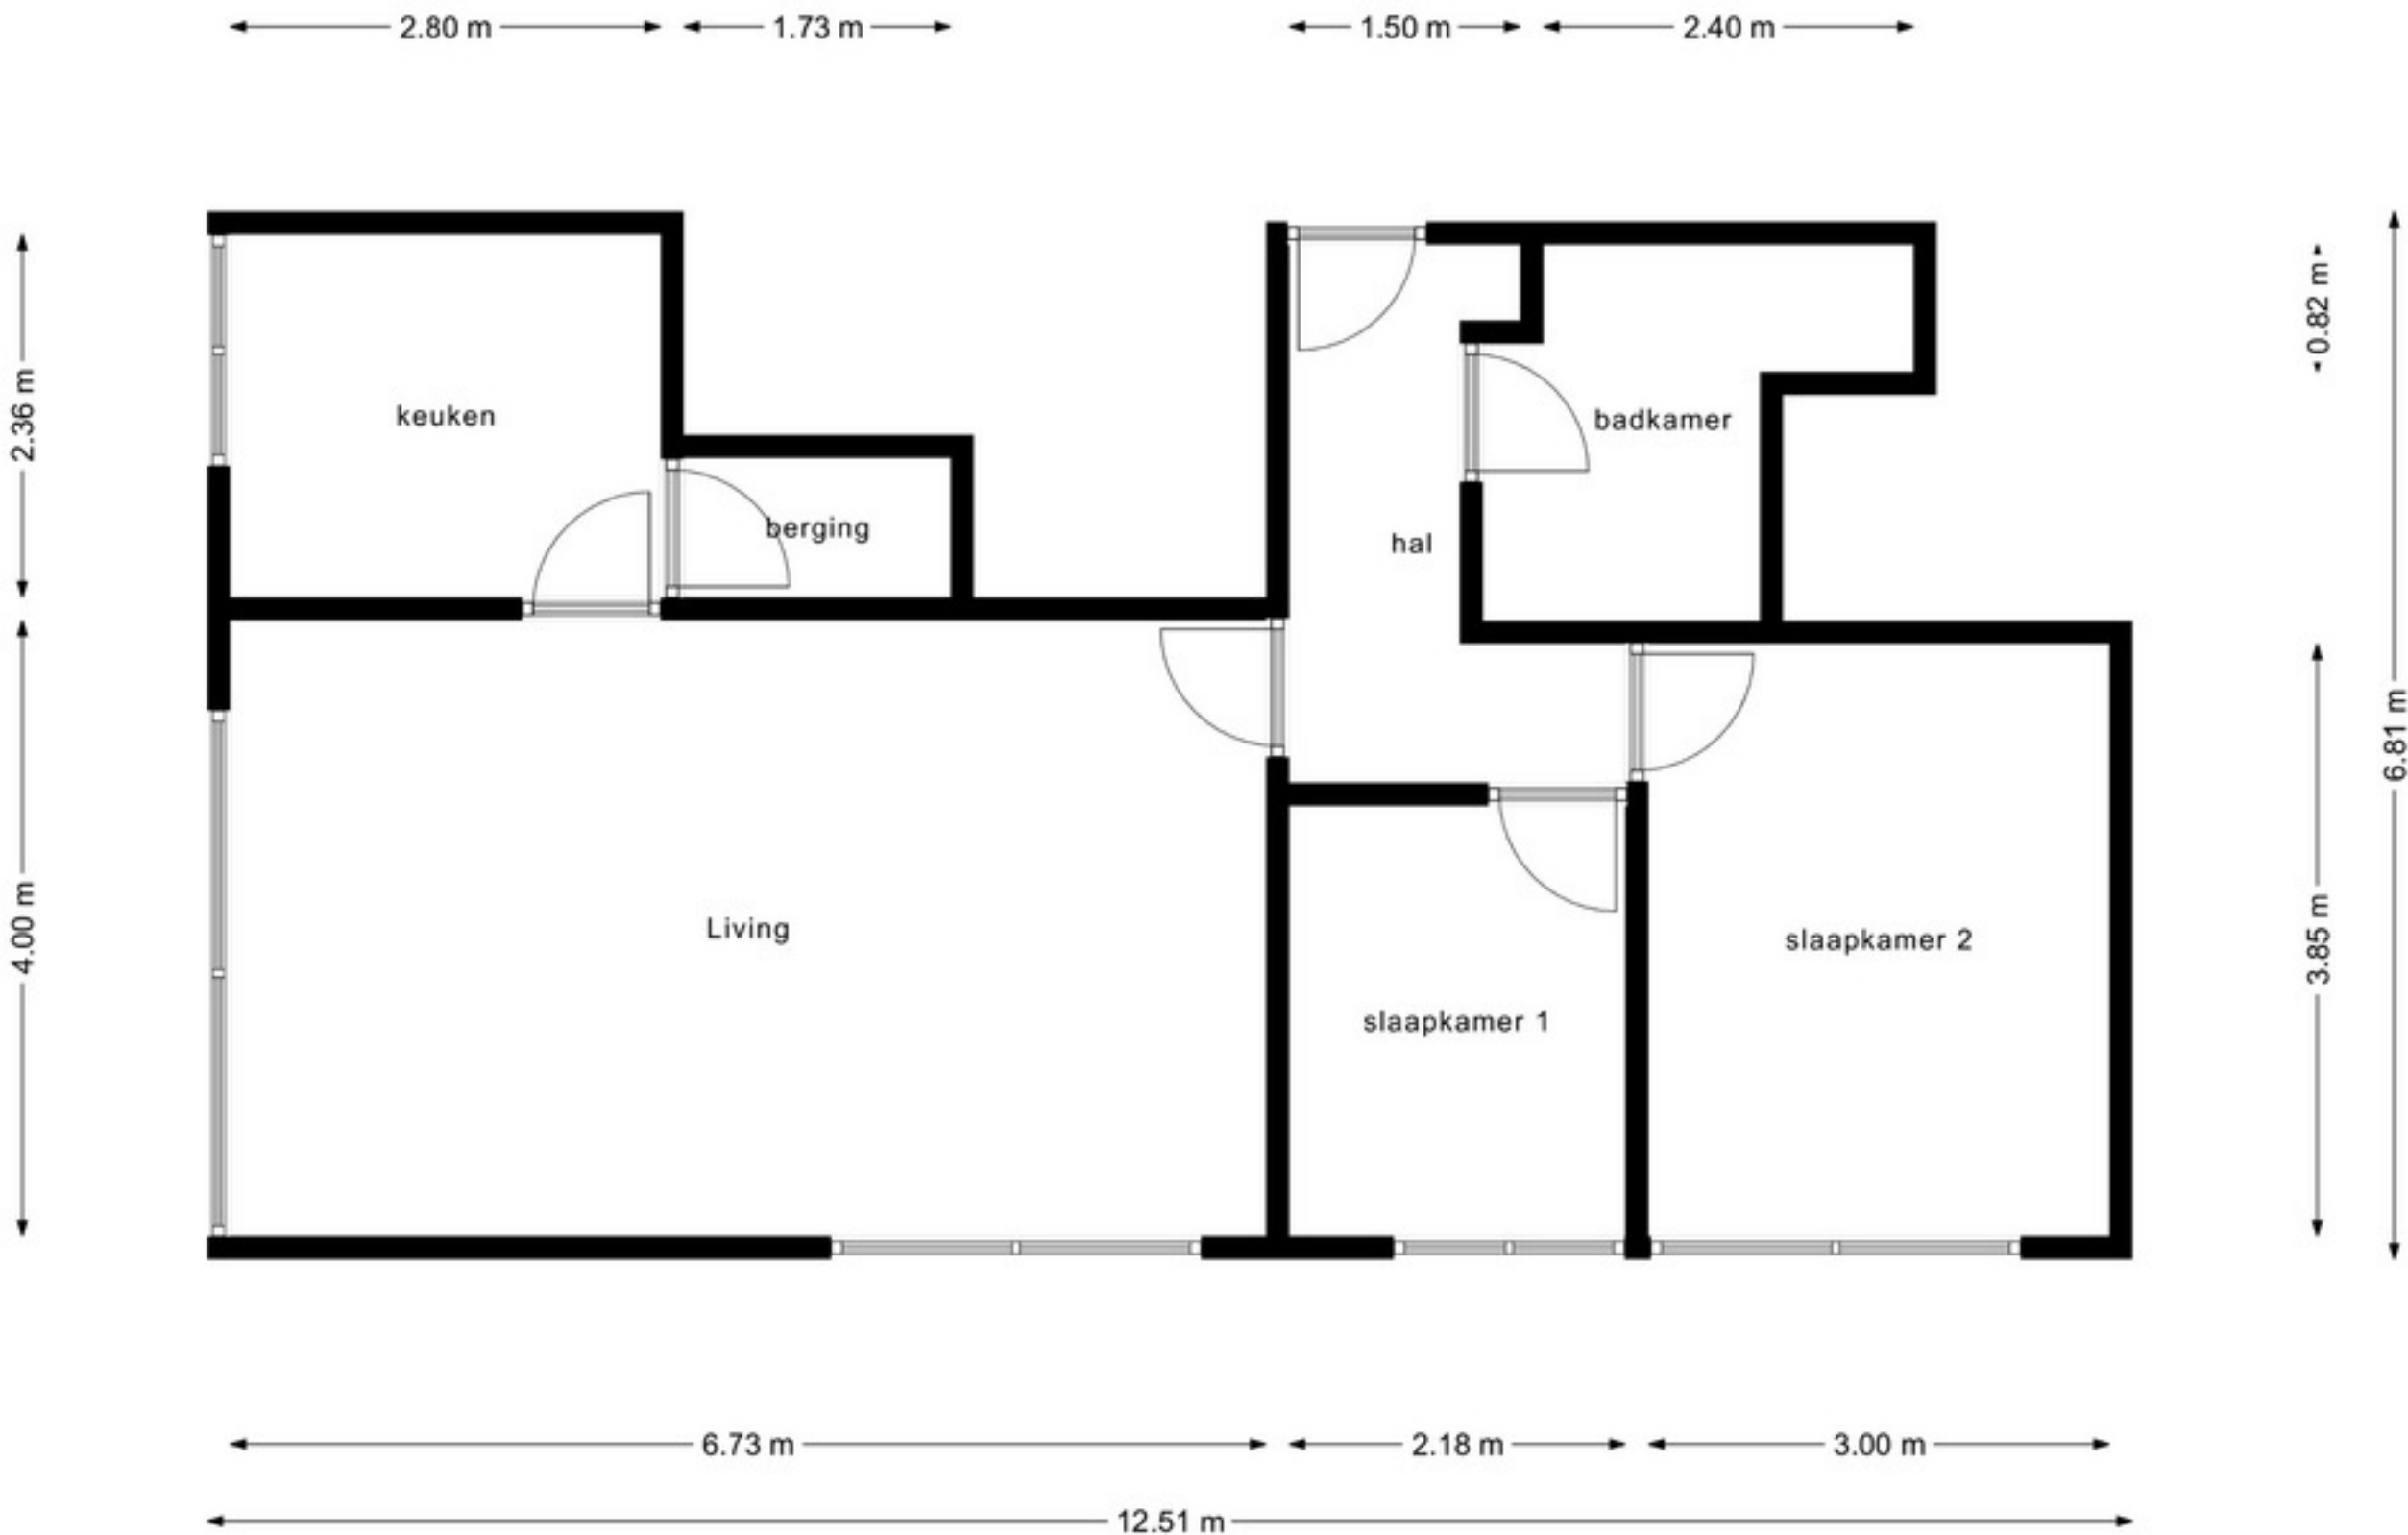 2.80 m
1.73 m
1.50 m
2.40 m
0.82 m
2.36 m
keuken
badkamer
berging
hal
6.81 m
4.00 m
Living
slaapkamer 2
3.85 m
slaapkamer 1
6.73 m
2.18 m
3.00 m
12.51 m